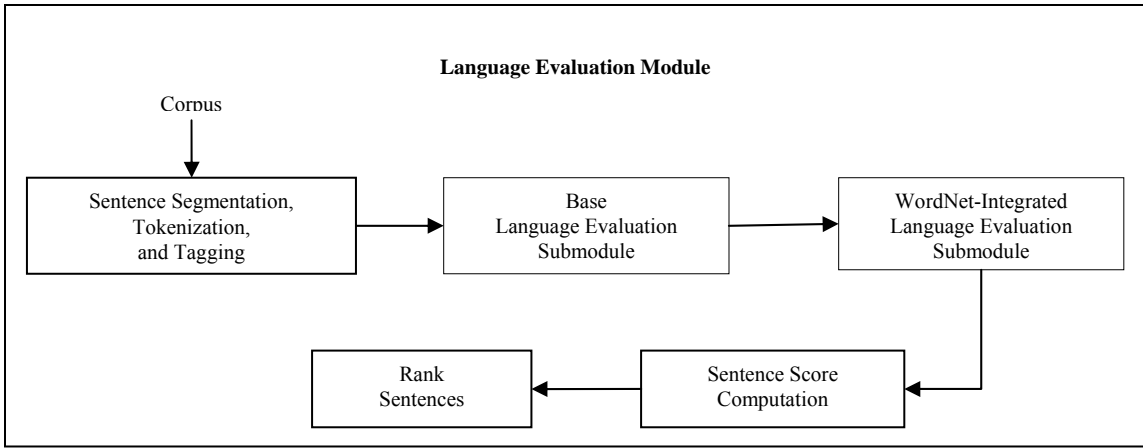 Language Evaluation Module
Corpus
Sentence Segmentation,
Tokenization,
and Tagging
Base
Language Evaluation
Submodule
WordNet-Integrated
Language Evaluation
Submodule
Rank
Sentences
Sentence Score
Computation